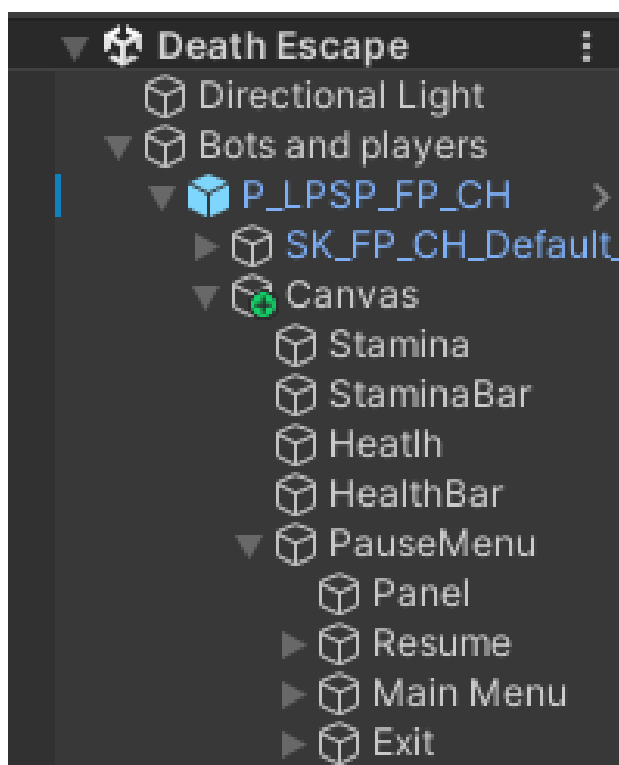 Death Escape
Directional Light
Bots and players
P_LPSP_FP_CH
SK_FP_CH_Default_
Canvas
Stamina
StaminaBar
Heatlh
HealthBar
PauseMenu
Panel
Resume
Main Menu
Exit